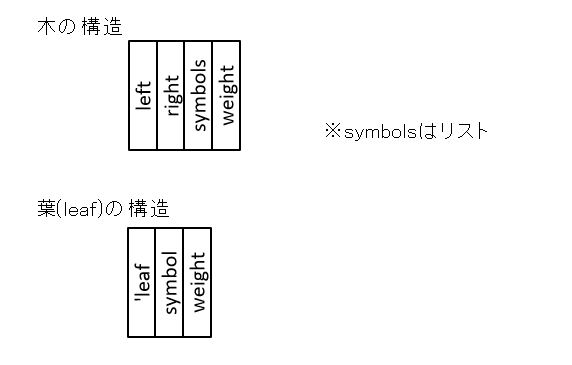 木の構造
left
right
symbols
weight
※symbolsはリスト
葉(leaf)の構造
'leaf
symbol
weight